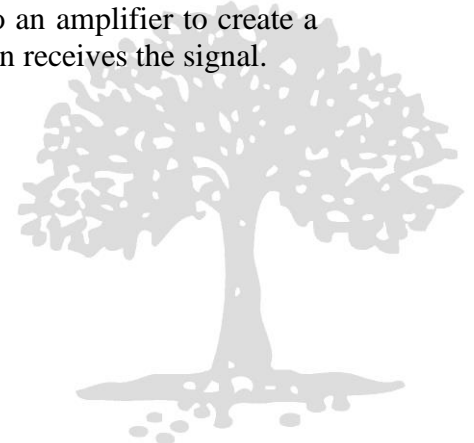 o an amplifier to create a
n receives the signal.